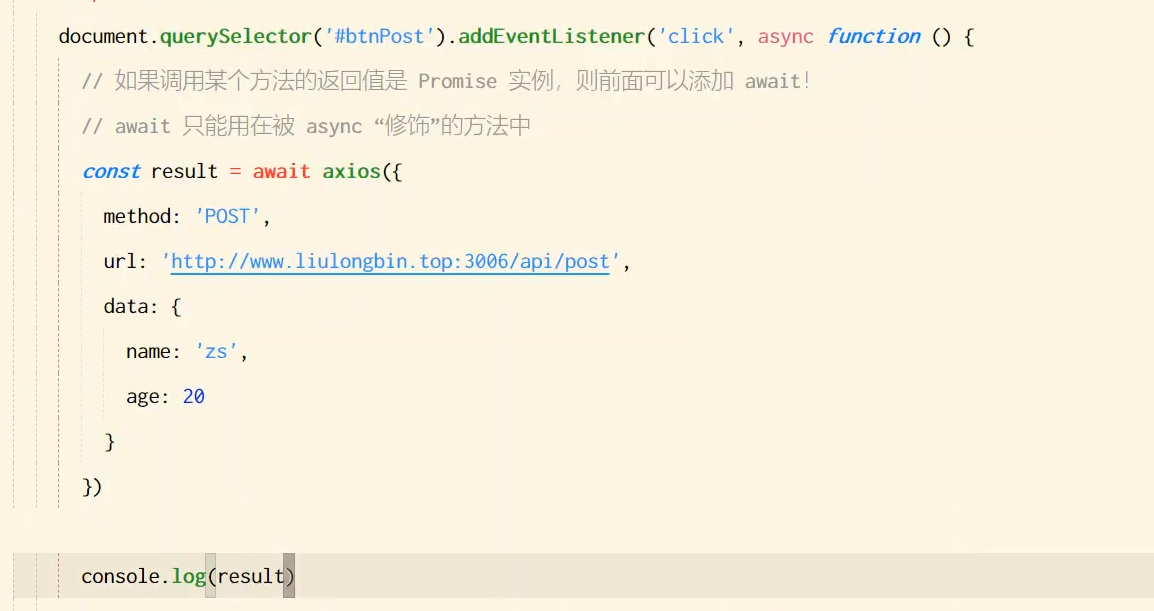 document.querySelector('#btnPost').addEventListener('click', async function () {
// 如果调用某个方法的返回值是 Promise 实例，则前面可以添加 await！
// await 只能用在被 async “修饰”的方法中
const result = await axios({
method: 'POST',
url: 'http://www.liulongbin.top:3006/api/post',
data: {
name: 'zs',
age: 20
}
})
console.log(result)